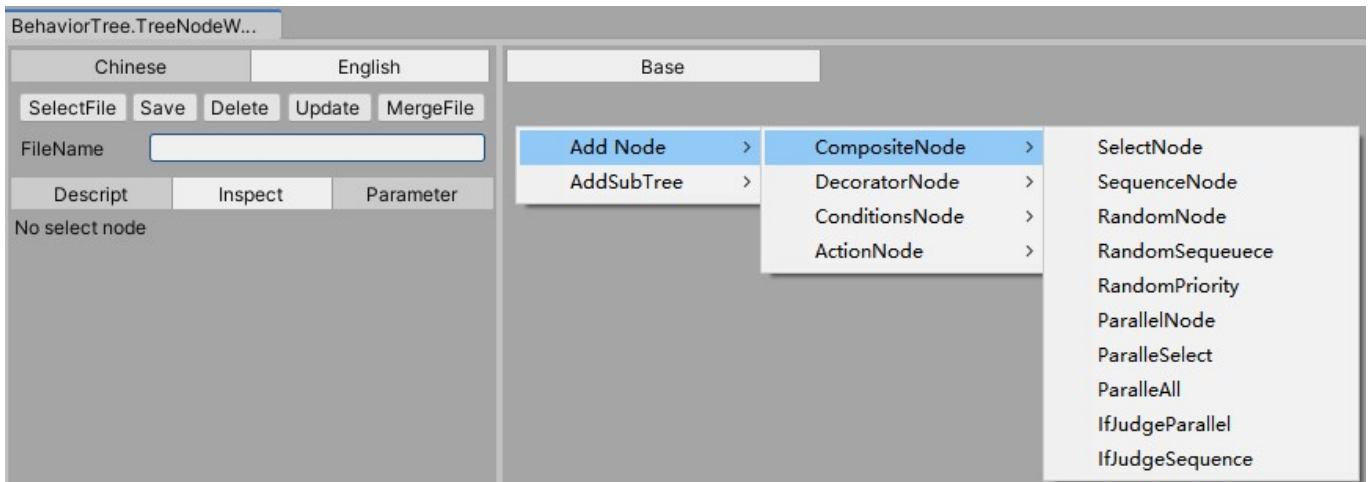 BehaviorTree.TreeNodeW...
Chinese English
SelectFile Save Delete Update MergeFile
FileName
Descript Inspect Parameter
No select node
Base
Add Node >
AddSubTree >
CompositeNode >
DecoratorNode >
ConditionsNode >
ActionNode >
SelectNode
SequenceNode
RandomNode
RandomSequeuece
RandomPriority
ParallelNode
ParalleSelect
ParalleAll
IfJudgeParallel
IfJudgeSequence